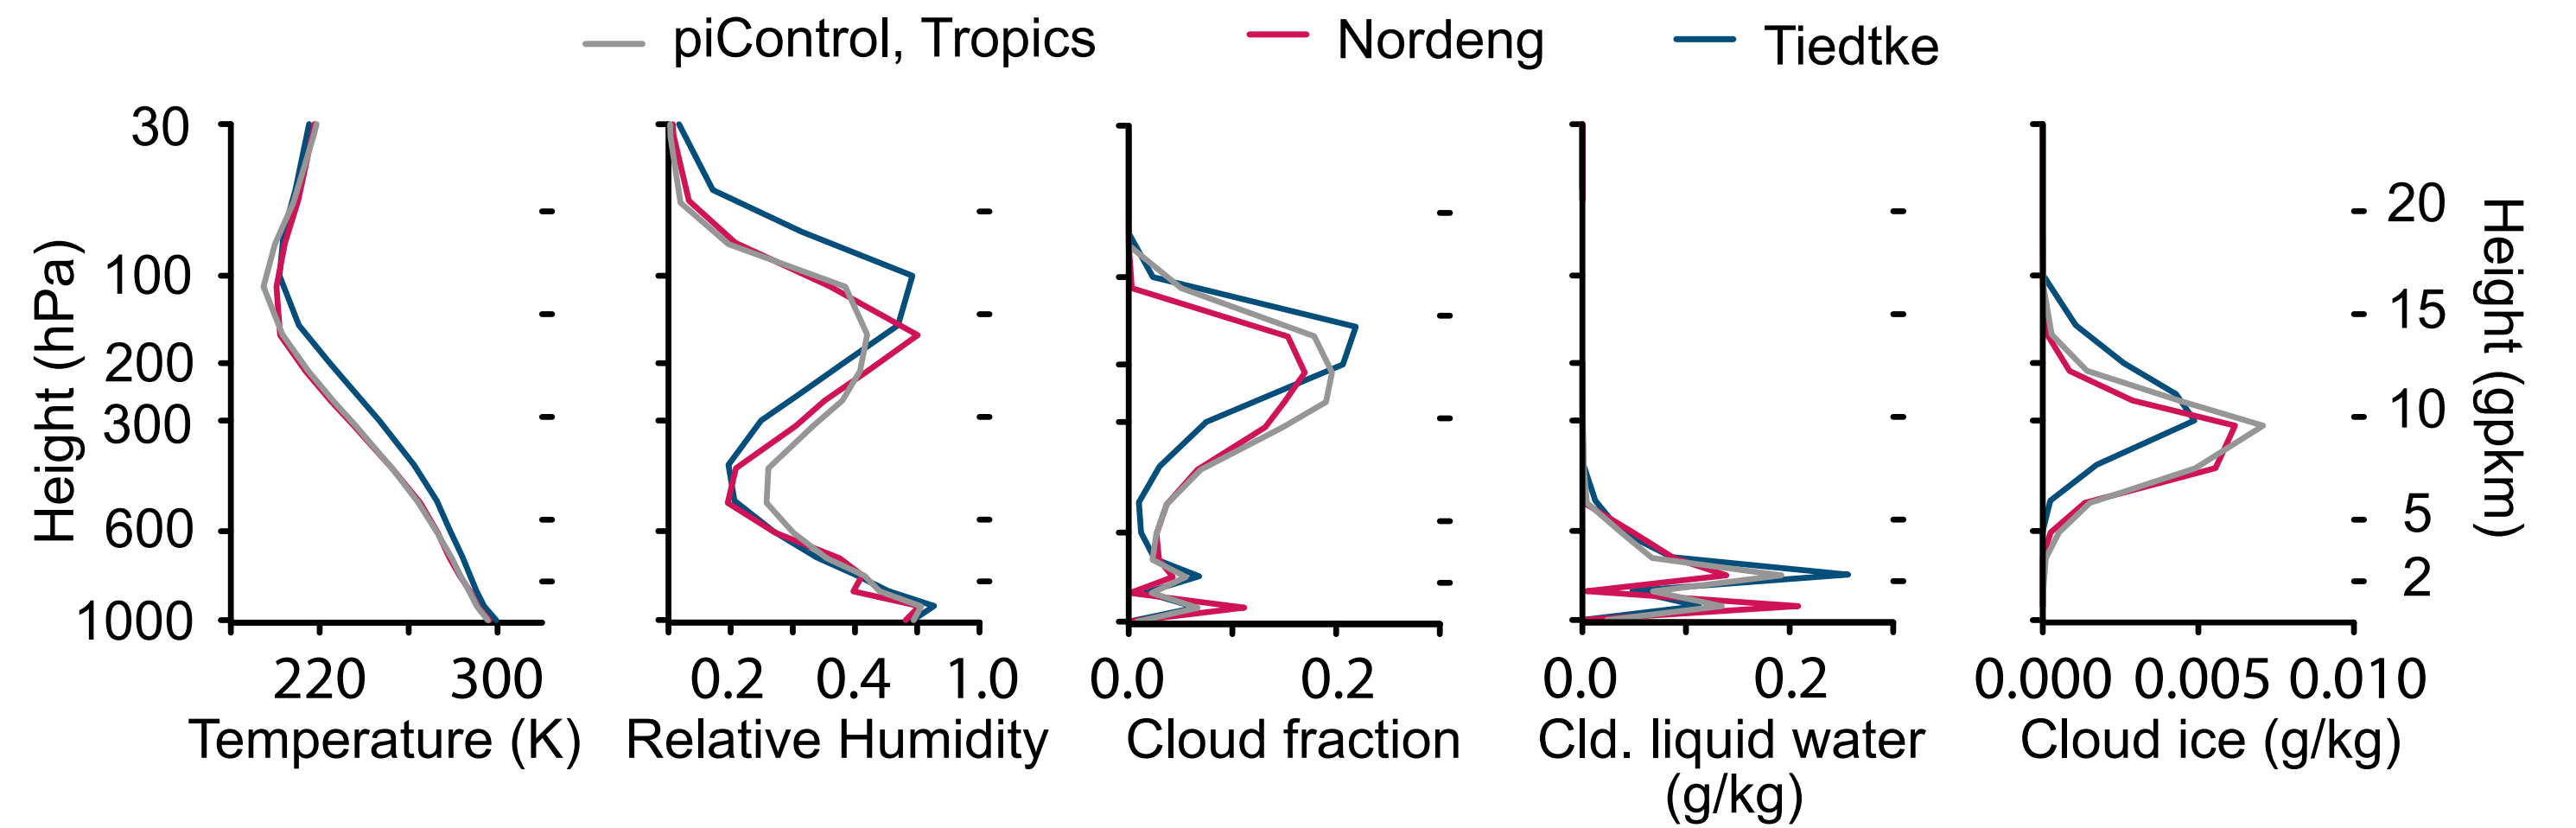 piControl, Tropics
Nordeng
Tiedtke
Height (hPa)
30
100
200
300
600
1000
220
300
Temperature (K)
0.2
0.4
1.0
Relative Humidity
0.0
0.2
Cloud fraction
0.0
0.2
Cld. liquid water
(g/kg)
0.000
0.005
0.010
Cloud ice (g/kg)
20
15
10
5
2
Height (gpkm)